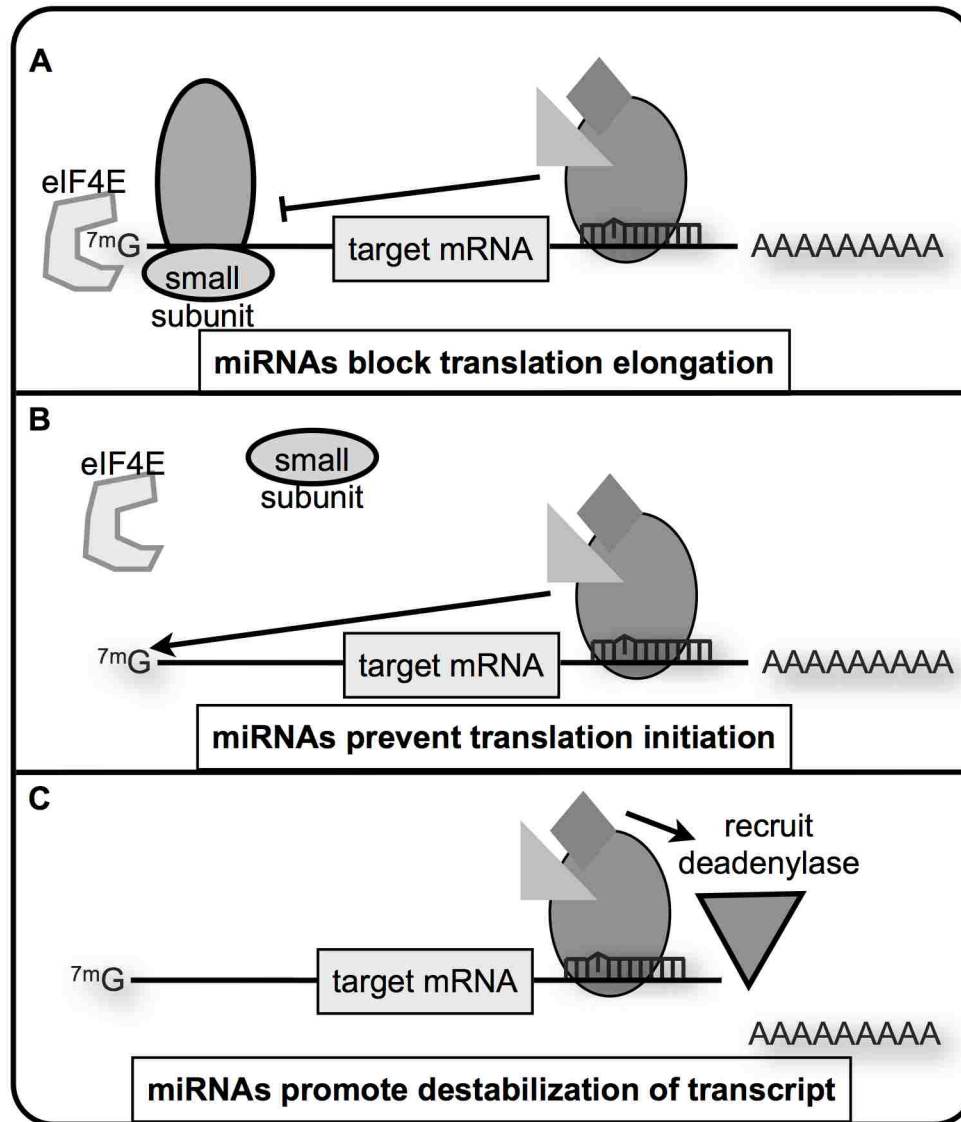 A
eIF4E
7mG
target mRNA
AAAAAAAAA
small
subunit
miRNAs block translation elongation
B
eIF4E
small
subunit
7mG
target mRNA
AAAAAAAAA
miRNAs prevent translation initiation
C
recruit
deadenylase
7mG
target mRNA
AAAAAAAAA
miRNAs promote destabilization of transcript